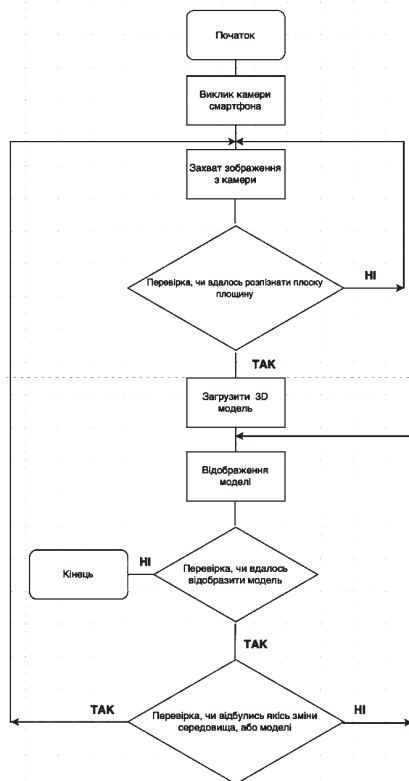 Початок
Виклик камери
смартфона
Захват зображення
з камери
Перевірка, чи вдалось розпізнати плоску
площину
НІ
ТАК
Загрузити 3D
модель
Відображення
моделі
Кінець
НІ
Перевірка, чи вдалось
відобразити модель
ТАК
ТАК
Перевірка, чи відбулись якісь зміни
середовища, або моделі
НІ